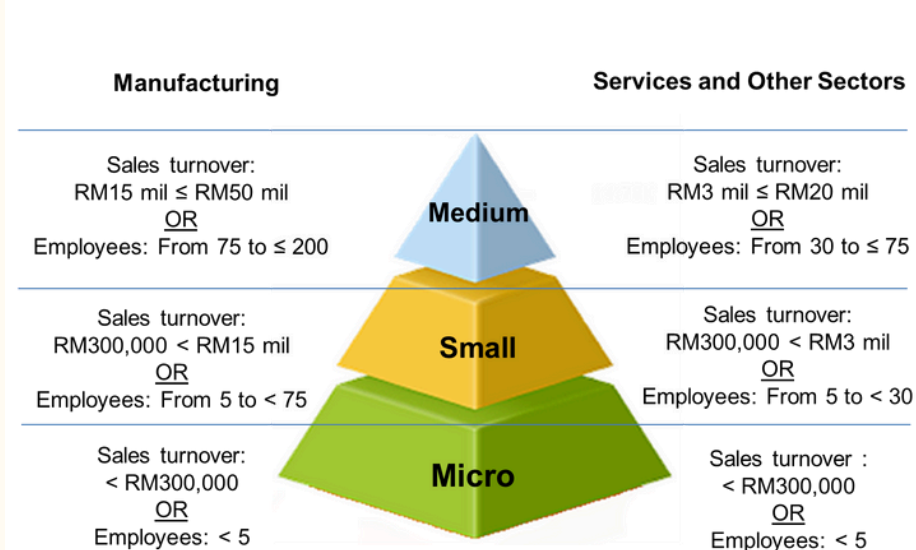 Manufacturing
Services and Other Sectors
Sales turnover:
RM15 mil ≤ RM50 mil
OR
Employees: From 75 to ≤ 200
Medium
Sales turnover:
RM3 mil ≤ RM20 mil
OR
Employees: From 30 to ≤ 75
Sales turnover:
RM300,000 < RM15 mil
OR
Employees: From 5 to < 75
Small
Sales turnover:
RM300,000 < RM3 mil
OR
Employees: From 5 to < 30
Sales turnover:
< RM300,000
OR
Employees: < 5
Micro
Sales turnover :
< RM300,000
OR
Employees: < 5